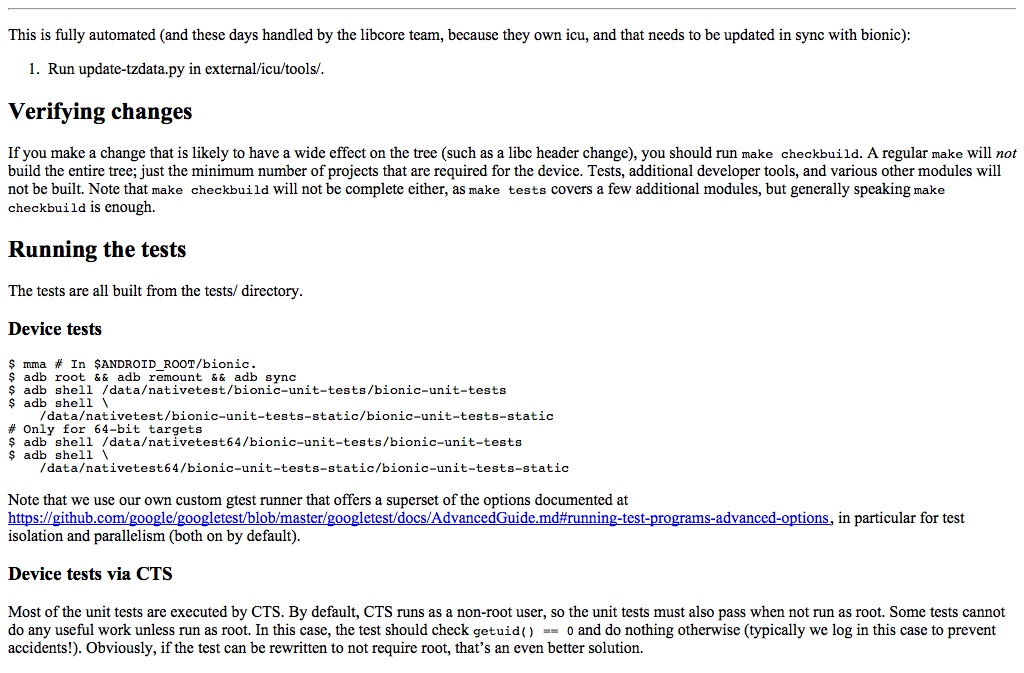 This is fully automated (and these days handled by the libcore team, because they own icu, and that needs to be updated in sync with bionic):
1. Run update-tzdata.py in external/icu/tools/.
Verifying changes
If you make a change that is likely to have a wide effect on the tree (such as a libc header change), you should run make checkbuild. A regular make will not
build the entire tree; just the minimum number of projects that are required for the device. Tests, additional developer tools, and various other modules will
not be built. Note that make checkbuild will not be complete either, as make tests covers a few additional modules, but generally speaking make
checkbuild is enough.
Running the tests
The tests are all built from the tests/ directory.
Device tests
$ mma # In $ANDROID_ROOT/bionic.
$ adb root && adb remount && adb sync
$ adb shell /data/nativetest/bionic-unit-tests/bionic-unit-tests
$ adb shell \
    /data/nativetest/bionic-unit-tests-static/bionic-unit-tests-static
# Only for 64-bit targets
$ adb shell /data/nativetest64/bionic-unit-tests/bionic-unit-tests
$ adb shell \
    /data/nativetest64/bionic-unit-tests-static/bionic-unit-tests-static
Note that we use our own custom gtest runner that offers a superset of the options documented at
https://github.com/google/googletest/blob/master/googletest/docs/AdvancedGuide.md#running-test-programs-advanced-options, in particular for test
isolation and parallelism (both on by default).
Device tests via CTS
Most of the unit tests are executed by CTS. By default, CTS runs as a non-root user, so the unit tests must also pass when not run as root. Some tests cannot
do any useful work unless run as root. In this case, the test should check getuid() == 0 and do nothing otherwise (typically we log in this case to prevent
accidents!). Obviously, if the test can be rewritten to not require root, that’s an even better solution.